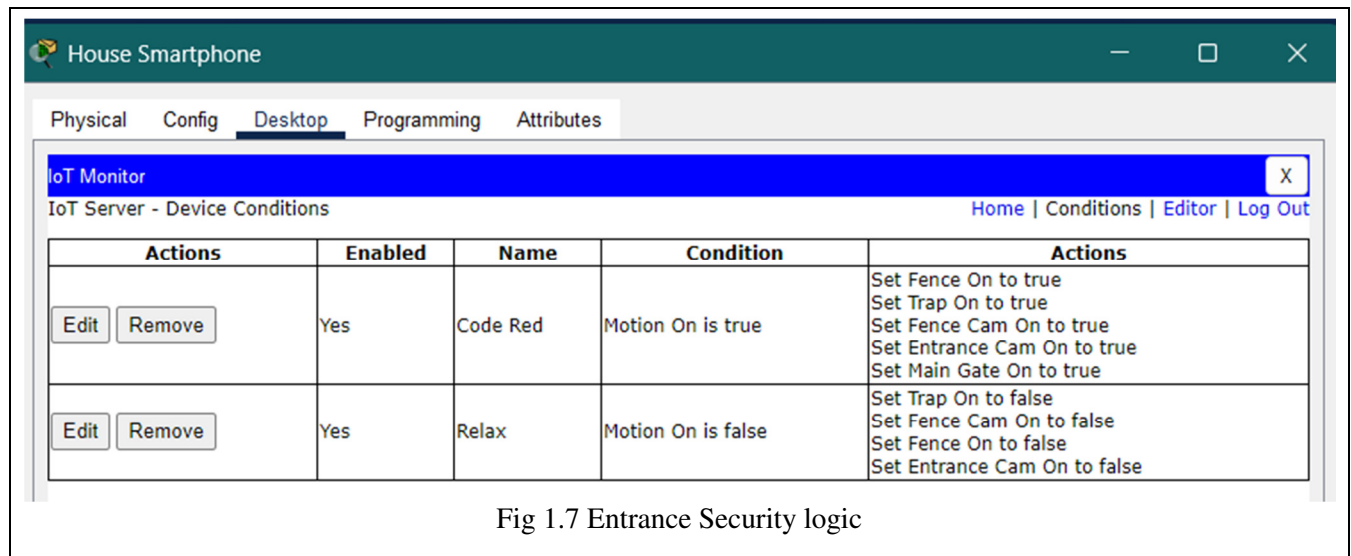 House Smartphone
Physical Config Desktop Programming Attributes
IoT Monitor X
IoT Server - Device Conditions Home | Conditions | Editor | Log Out
Actions Enabled Name Condition Actions
Edit Remove Yes Code Red Motion On is true
Set Fence On to true
Set Trap On to true
Set Fence Cam On to true
Set Entrance Cam On to true
Set Main Gate On to true
Edit Remove Yes Relax Motion On is false
Set Trap On to false
Set Fence Cam On to false
Set Fence On to false
Set Entrance Cam On to false
Fig 1.7 Entrance Security logic